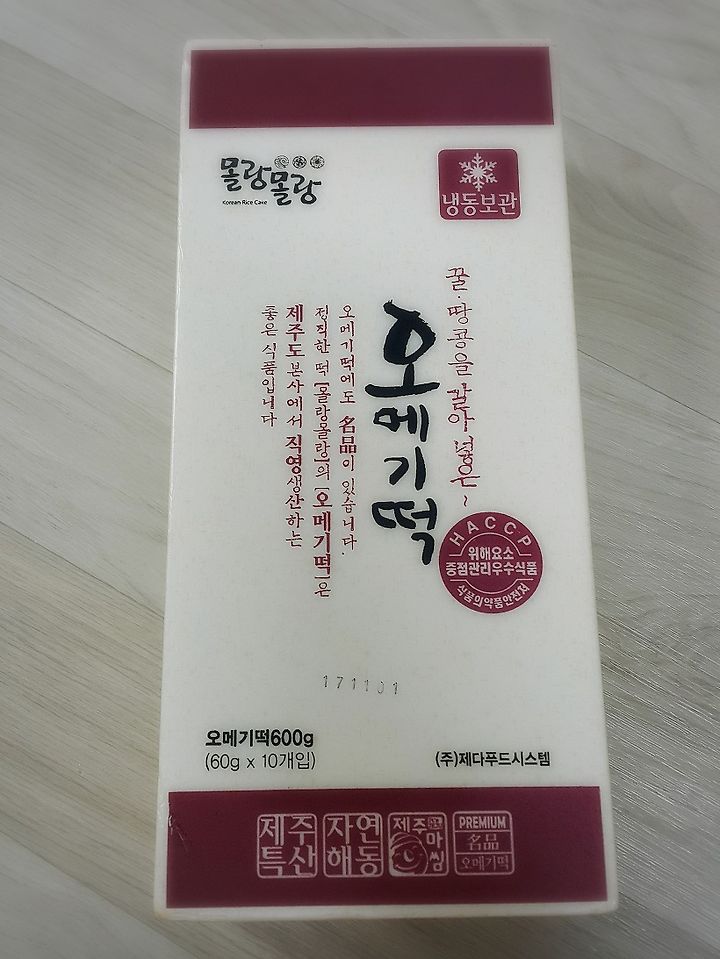 몰랑몰랑
Korean Rice Cake
냉동보관
꿀·땅콩을 갈아 넣은~
오메기떡
오메기떡에도 名品이 있습니다.
정직한 떡 [몰랑몰랑]의 [오메기떡]은
제주도 본사에서 직영생산하는
좋은 식품입니다
HACCP
위해요소
중점관리우수식품
식품의약품안전처
171101
오메기떡600g
(60g x 10개입)
(주)제다푸드시스템
제주
특산
자연
해동
제주
마씸
PREMIUM
名品
오메기떡